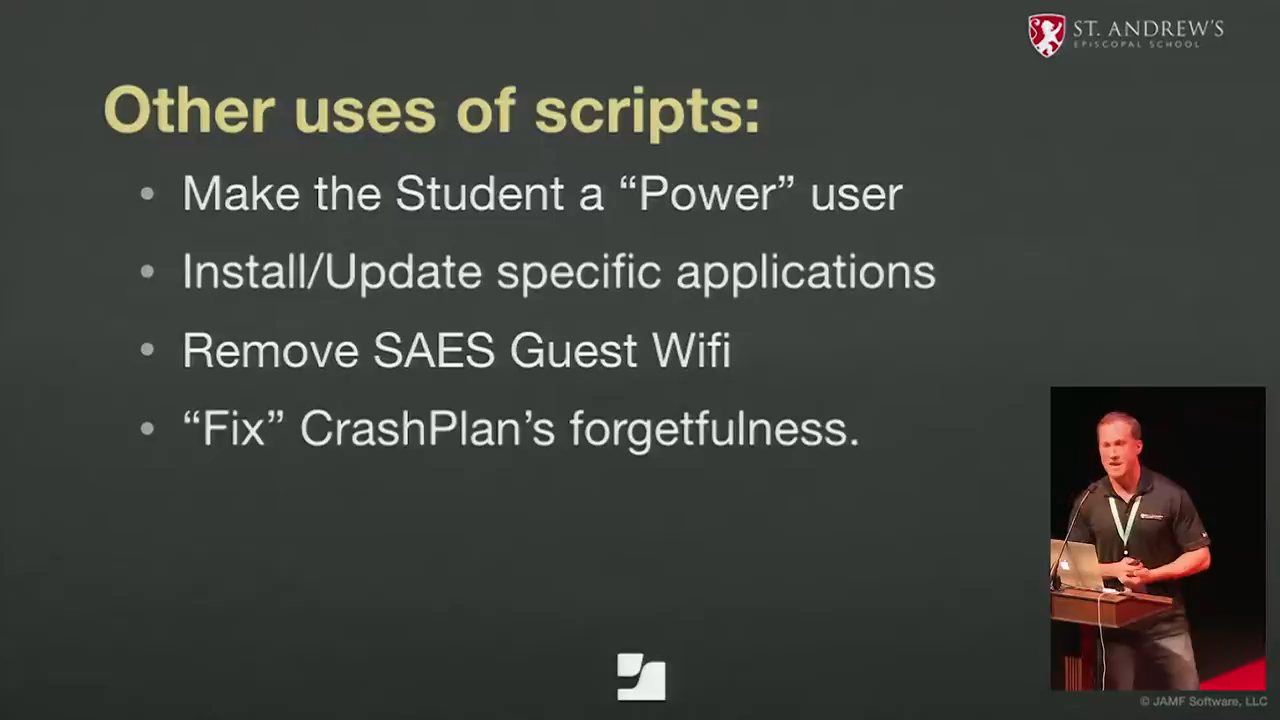 ST. ANDREW'S
EPISCOPAL SCHOOL
Other uses of scripts:
• Make the Student a “Power” user
• Install/Update specific applications
• Remove SAES Guest Wifi
• “Fix” CrashPlan’s forgetfulness.
© JAMF Software, LLC